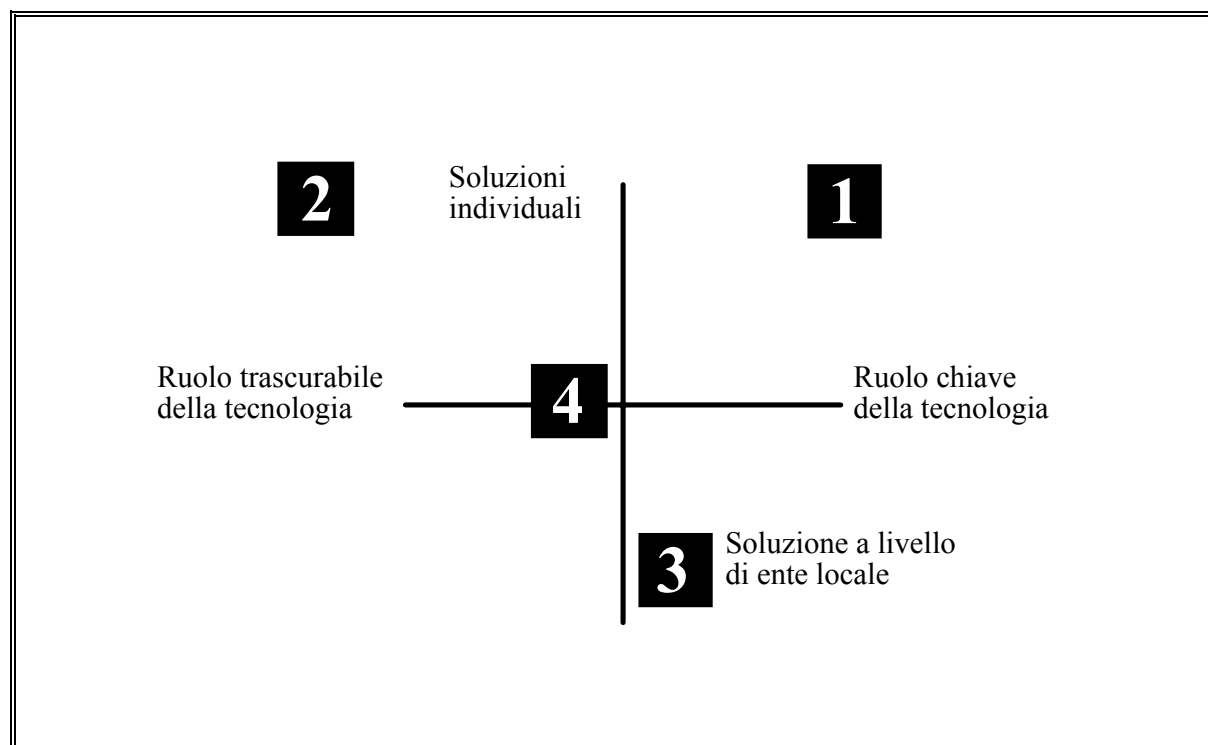 2
Soluzioni
individuali
1
Ruolo trascurabile
della tecnologia
4
Ruolo chiave
della tecnologia
3
Soluzione a livello
di ente locale